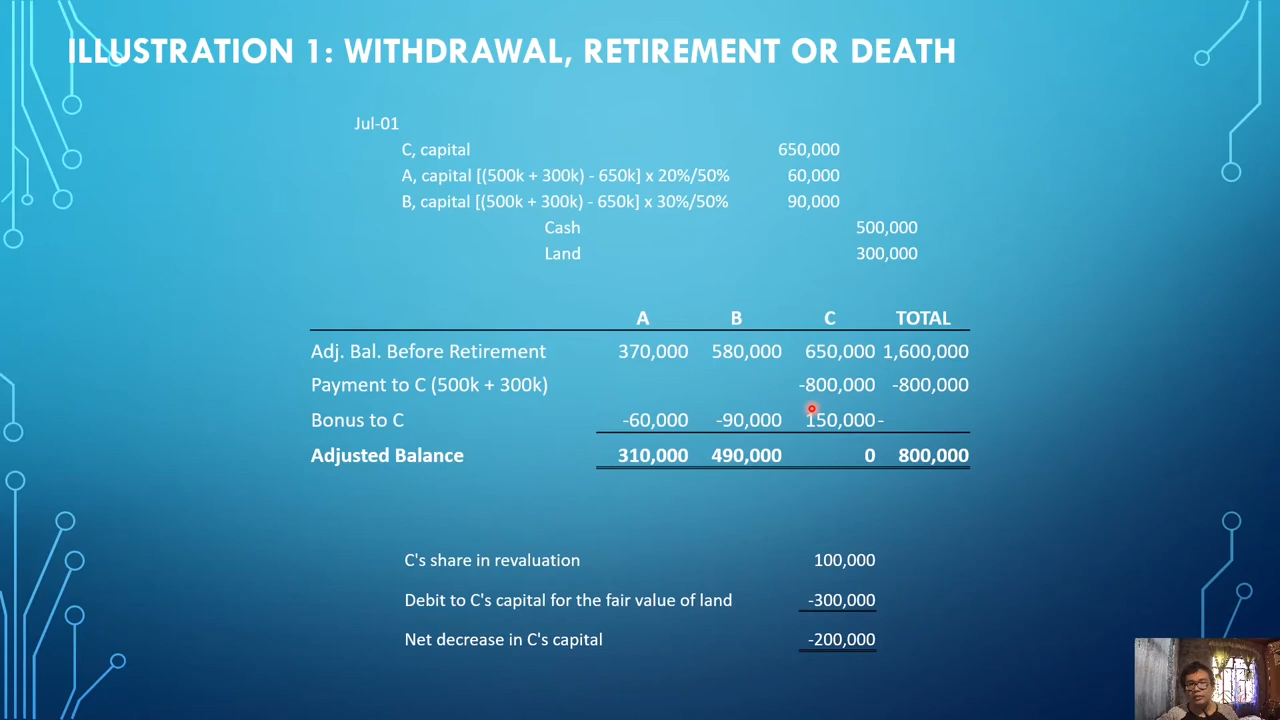 ILLUSTRATION 1: WITHDRAWAL, RETIREMENT OR DEATH
Jul-01
C, capital 650,000
A, capital [(500k + 300k) - 650k] x 20%/50% 60,000
B, capital [(500k + 300k) - 650k] x 30%/50% 90,000
Cash 500,000
Land 300,000
A B C TOTAL
Adj. Bal. Before Retirement 370,000 580,000 650,000 1,600,000
Payment to C (500k + 300k) -800,000 -800,000
Bonus to C -60,000 -90,000 150,000 -
Adjusted Balance 310,000 490,000 0 800,000
C's share in revaluation 100,000
Debit to C's capital for the fair value of land -300,000
Net decrease in C's capital -200,000